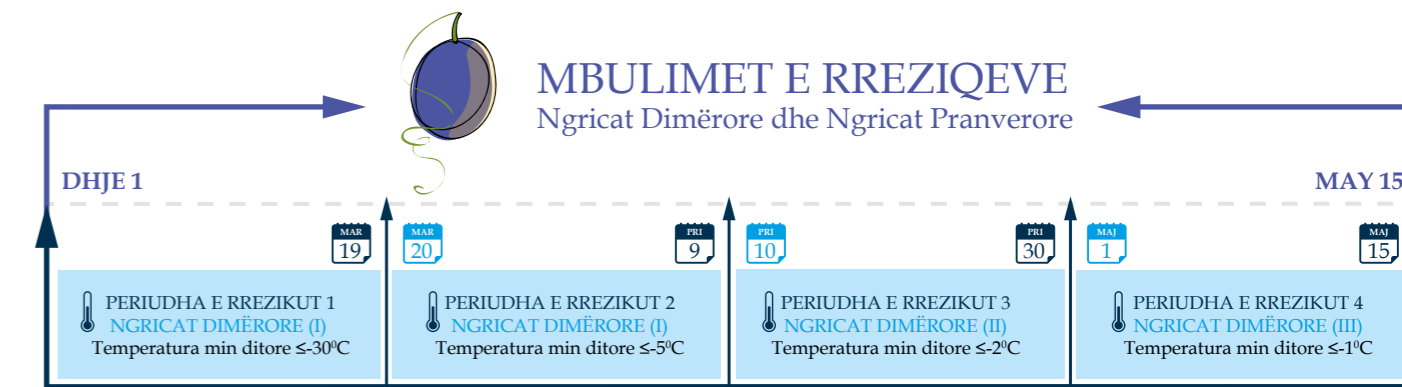 MBULIMET E RREZIQEVE
Ngricat Dimërore dhe Ngricat Pranverore
DHJE 1
MAY 15
MAR
19
MAR
20
PRI
9
PRI
10
PRI
30
MAJ
1
MAJ
15
PERIUDHA E RREZIKUT 1
NGRICAT DIMËRORE (I)
Temperatura min ditore ≤-30⁰C
PERIUDHA E RREZIKUT 2
NGRICAT DIMËRORE (I)
Temperatura min ditore ≤-5⁰C
PERIUDHA E RREZIKUT 3
NGRICAT DIMËRORE (II)
Temperatura min ditore ≤-2⁰C
PERIUDHA E RREZIKUT 4
NGRICAT DIMËRORE (III)
Temperatura min ditore ≤-1⁰C